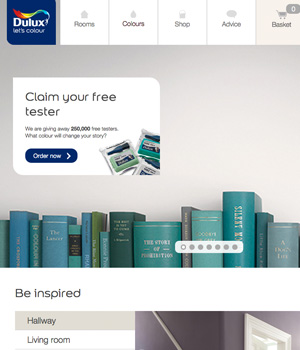 Dulux
let's colour
Rooms
Colours
Shop
Advice
0
Basket
Claim your free
tester
We are giving away 250,000 free testers.
What colour will change your story?
Order now
THE STORY
OF
PROHIBITION
Be inspired
Hallway
Living room